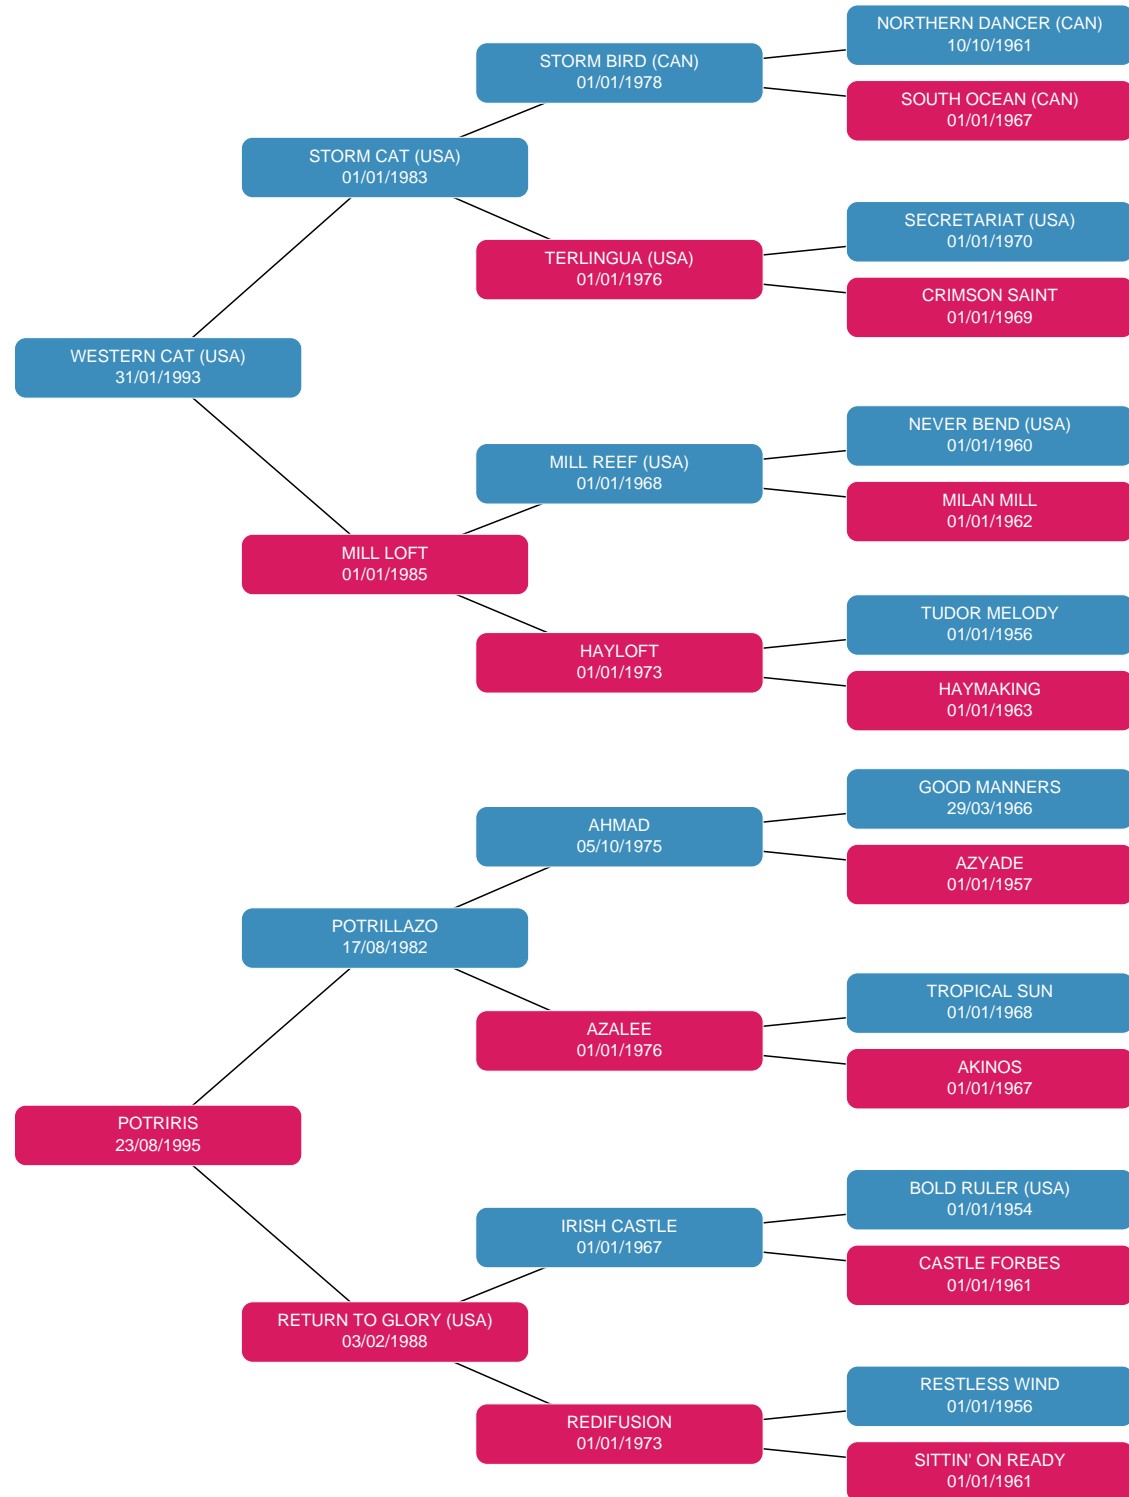 NORTHERN DANCER (CAN)
10/10/1961
STORM BIRD (CAN)
01/01/1978
SOUTH OCEAN (CAN)
01/01/1967
STORM CAT (USA)
01/01/1983
SECRETARIAT (USA)
01/01/1970
TERLINGUA (USA)
01/01/1976
CRIMSON SAINT
01/01/1969
WESTERN CAT (USA)
31/01/1993
NEVER BEND (USA)
01/01/1960
MILL REEF (USA)
01/01/1968
MILAN MILL
01/01/1962
MILL LOFT
01/01/1985
TUDOR MELODY
01/01/1956
HAYLOFT
01/01/1973
HAYMAKING
01/01/1963
GOOD MANNERS
29/03/1966
AHMAD
05/10/1975
AZYADE
01/01/1957
POTRILLAZO
17/08/1982
TROPICAL SUN
01/01/1968
AZALEE
01/01/1976
AKINOS
01/01/1967
POTRIRIS
23/08/1995
BOLD RULER (USA)
01/01/1954
IRISH CASTLE
01/01/1967
CASTLE FORBES
01/01/1961
RETURN TO GLORY (USA)
03/02/1988
RESTLESS WIND
01/01/1956
REDIFUSION
01/01/1973
SITTIN' ON READY
01/01/1961